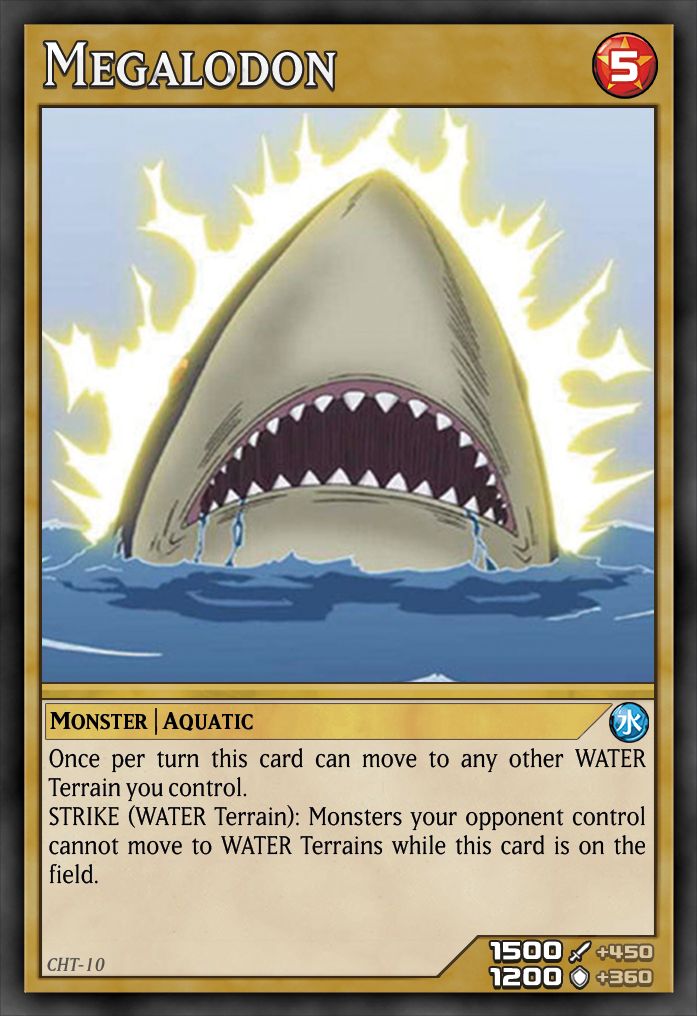 Megalodon
5
Monster | Aquatic
水
Once per turn this card can move to any other WATER
Terrain you control.
STRIKE (WATER Terrain): Monsters your opponent control
cannot move to WATER Terrains while this card is on the
field.
CHT-10
1500 +450
1200 +360